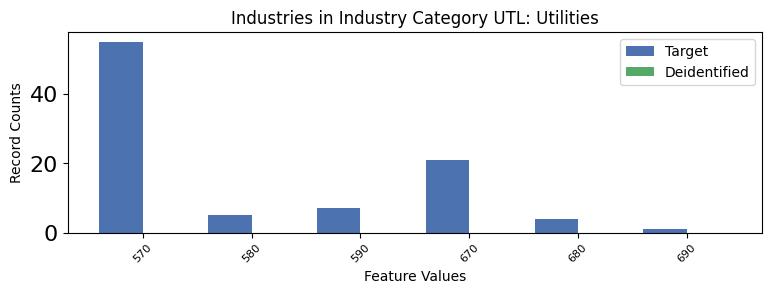 Industries in Industry Category UTL: Utilities
Target
Deidentified
Record Counts
40
20
0
570
580
590
670
680
690
Feature Values